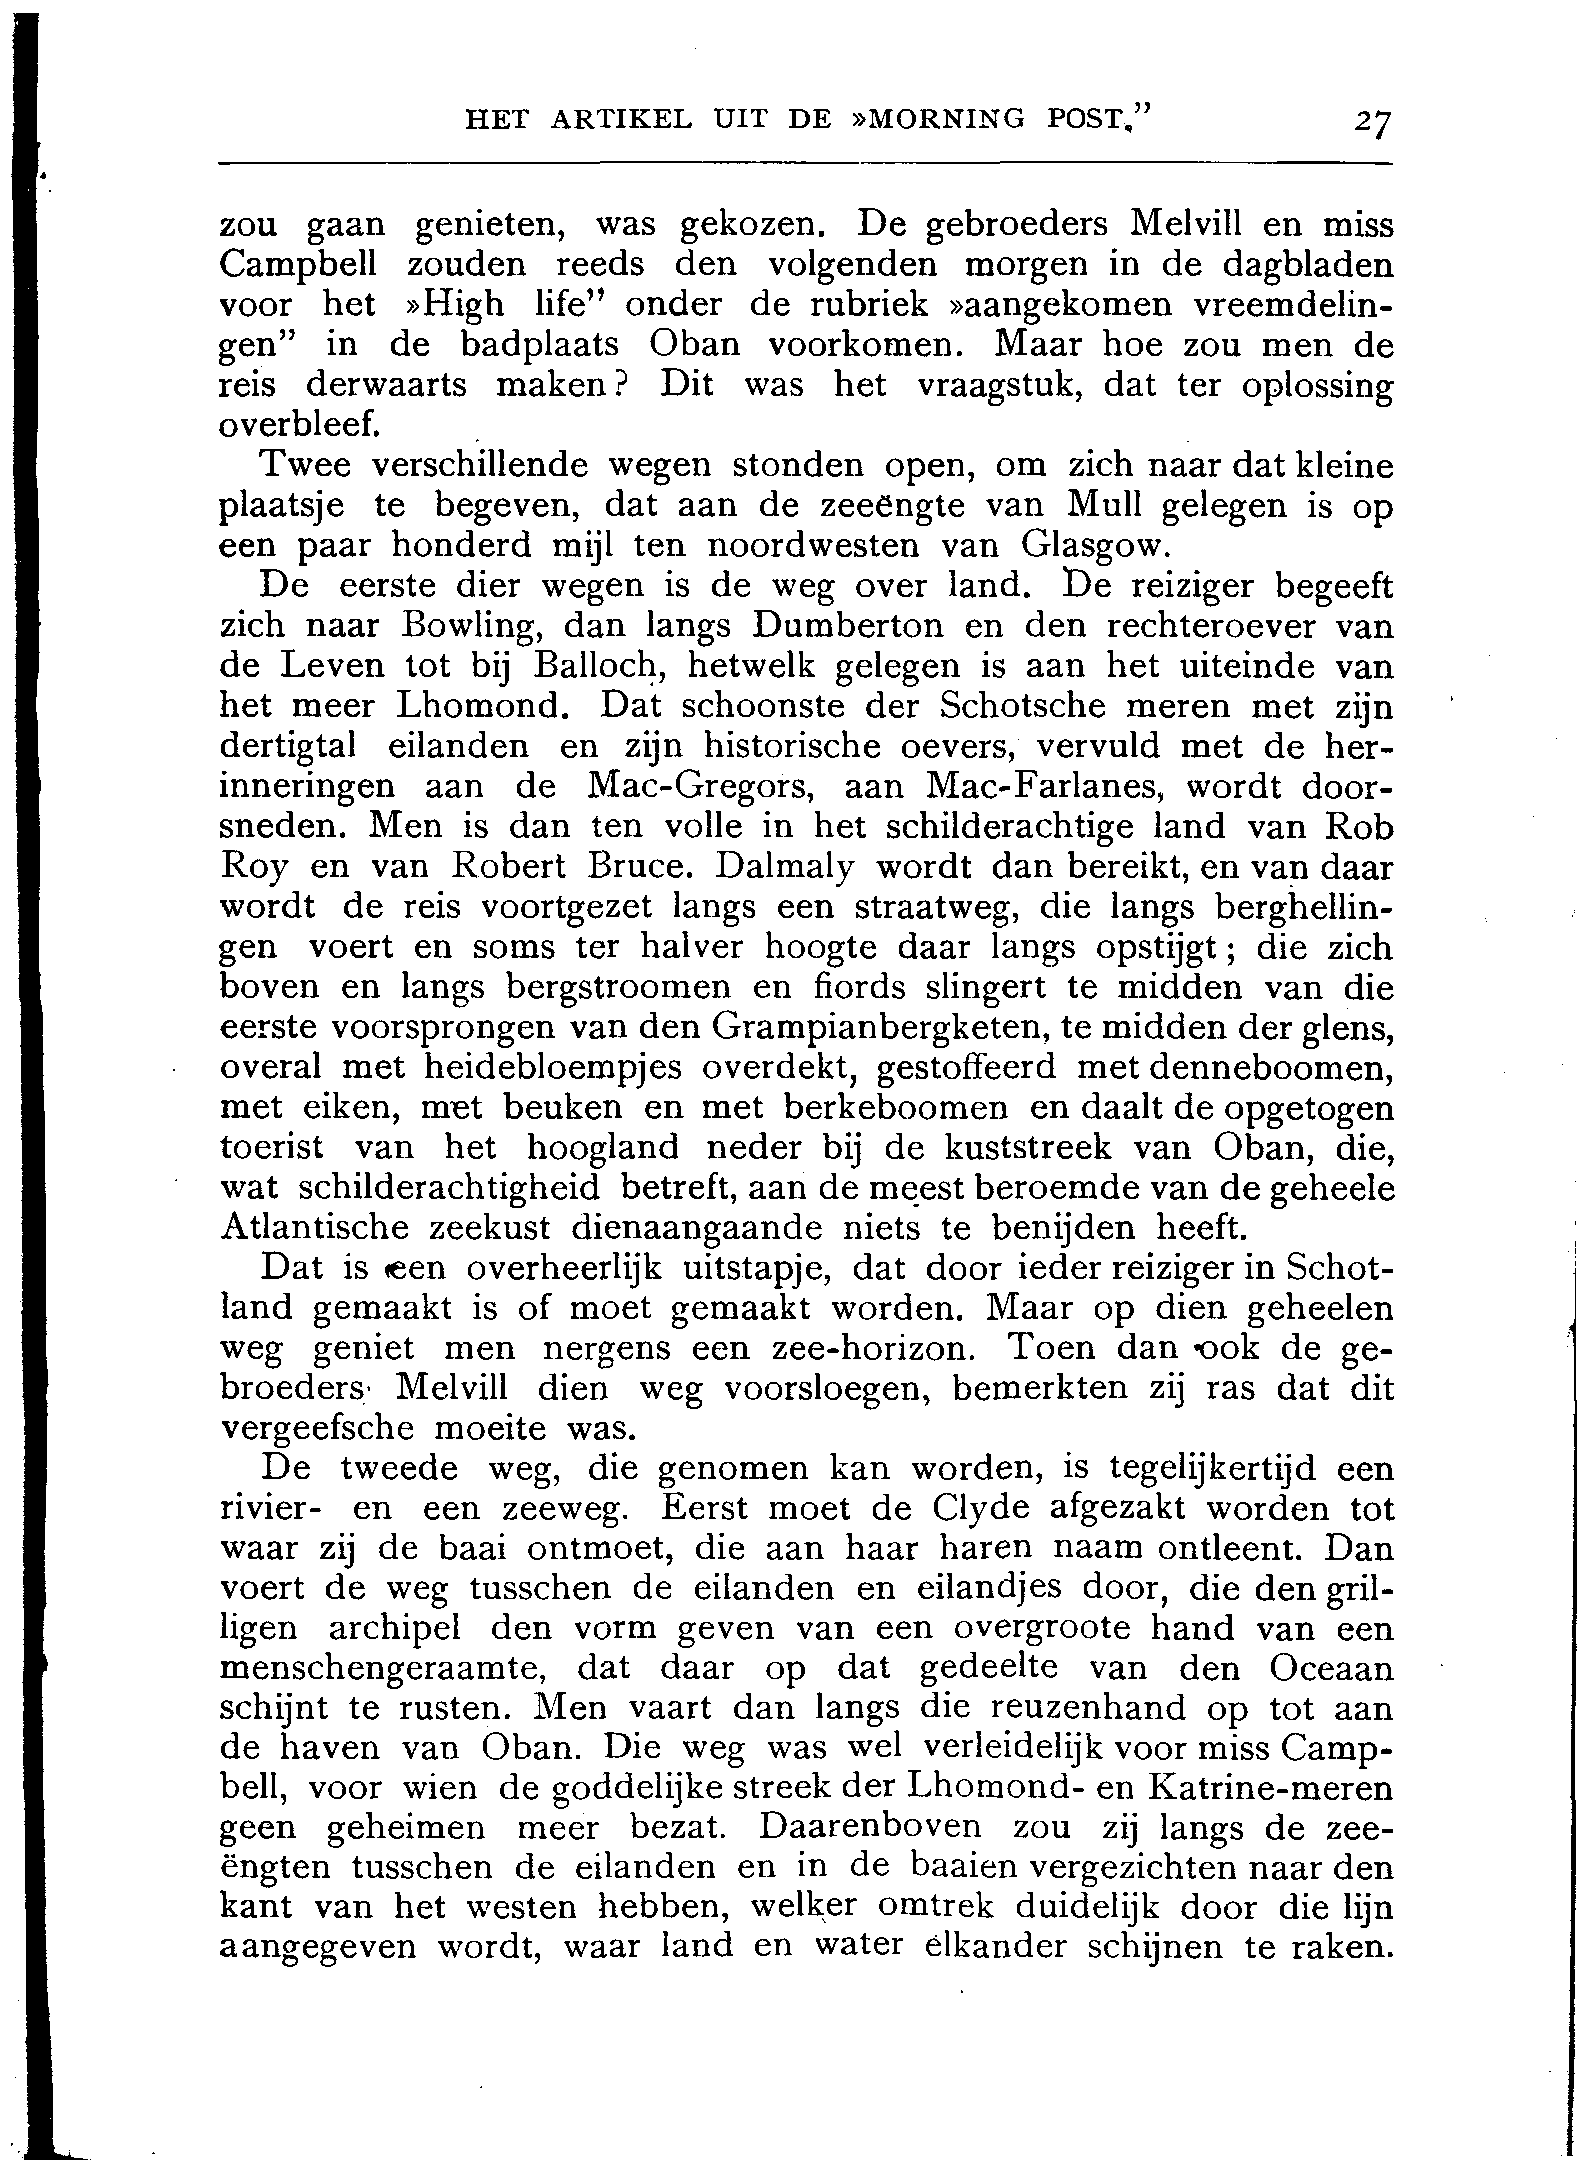 HET ARTIKEL UIT DE »MORNING POST.” 27
zou gaan genieten, was gekozen. De gebroeders Melvill en miss
Campbell zouden reeds den volgenden morgen in de dagbladen
voor het »High life” onder de rubriek »aangekomen vreemdelin-
gen” in de badplaats Oban voorkomen. Maar hoe zou men de
reis derwaarts maken? Dit was het vraagstuk, dat ter oplossing
overbleef.
Twee verschillende wegen stonden open, om zich naar dat kleine
plaatsje te begeven, dat aan de zeeëngte van Mull gelegen is op
een paar honderd mijl ten noordwesten van Glasgow.
De eerste dier wegen is de weg over land. De reiziger begeeft
zich naar Bowling, dan langs Dumberton en den rechteroever van
de Leven tot bij Balloch, hetwelk gelegen is aan het uiteinde van
het meer Lhomond. Dat schoonste der Schotsche meren met zijn
dertigtal eilanden en zijn historische oevers, vervuld met de her-
inneringen aan de Mac-Gregors, aan Mac-Farlanes, wordt door-
sneden. Men is dan ten volle in het schilderachtige land van Rob
Roy en van Robert Bruce. Dalmaly wordt dan bereikt, en van daar
wordt de reis voortgezet langs een straatweg, die langs berghellin-
gen voert en soms ter halver hoogte daar langs opstijgt; die zich
boven en langs bergstroomen en fiords slingert te midden van die
eerste voorsprongen van den Grampianbergketen, te midden der glens,
overal met heidebloempjes overdekt, gestoffeerd met denneboomen,
met eiken, met beuken en met berkeboomen en daalt de opgetogen
toerist van het hoogland neder bij de kuststreek van Oban, die,
wat schilderachtigheid betreft, aan de meest beroemde van de geheele
Atlantische zeekust dienaangaande niets te benijden heeft.
Dat is een overheerlijk uitstapje, dat door ieder reiziger in Schot-
land gemaakt is of moet gemaakt worden. Maar op dien geheelen
weg geniet men nergens een zee-horizon. Toen dan ook de ge-
broeders Melvill dien weg voorsloegen, bemerkten zij ras dat dit
vergeefsche moeite was.
De tweede weg, die genomen kan worden, is tegelijkertijd een
rivier- en een zeeweg. Eerst moet de Clyde afgezakt worden tot
waar zij de baai ontmoet, die aan haar haren naam ontleent. Dan
voert de weg tusschen de eilanden en eilandjes door, die den gril-
ligen archipel den vorm geven van een overgroote hand van een
menschengeraamte, dat daar op dat gedeelte van den Oceaan
schijnt te rusten. Men vaart dan langs die reuzenhand op tot aan
de haven van Oban. Die weg was wel verleidelijk voor miss Camp-
bell, voor wien de goddelijke streek der Lhomond- en Katrine-meren
geen geheimen meer bezat. Daarenboven zou zij langs de zee-
ëngten tusschen de eilanden en in de baaien vergezichten naar den
kant van het westen hebben, welker omtrek duidelijk door die lijn
aangegeven wordt, waar land en water elkander schijnen te raken.